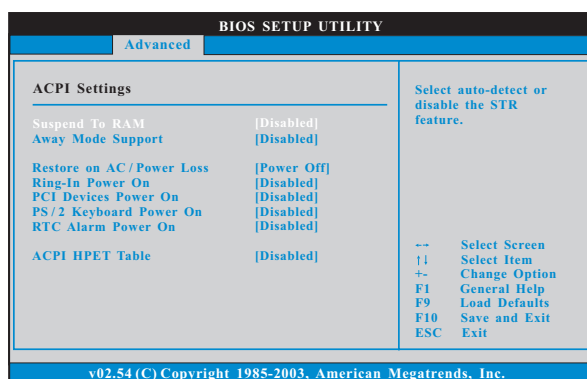 BIOS SETUP UTILITY
Advanced
ACPI Settings
Suspend To RAM [Disabled]
Away Mode Support [Disabled]
Restore on AC / Power Loss [Power Off]
Ring-In Power On [Disabled]
PCI Devices Power On [Disabled]
PS / 2 Keyboard Power On [Disabled]
RTC Alarm Power On [Disabled]
ACPI HPET Table [Disabled]
Select auto-detect or
disable the STR
feature.
←→ Select Screen
↑↓ Select Item
+- Change Option
F1 General Help
F9 Load Defaults
F10 Save and Exit
ESC Exit
v02.54 (C) Copyright 1985-2003, American Megatrends, Inc.